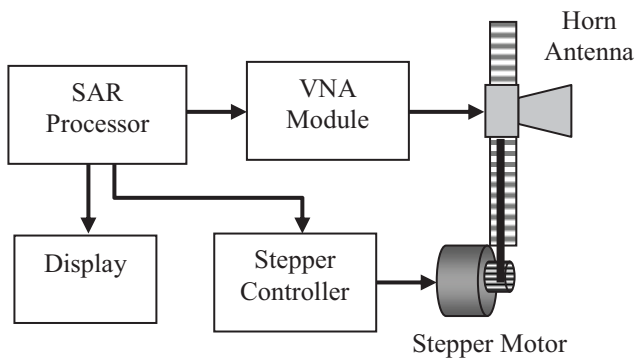 Horn
Antenna
SAR
Processor
VNA
Module
Display
Stepper
Controller
Stepper Motor